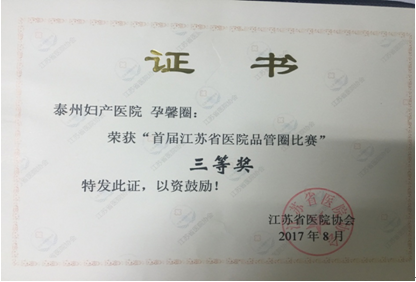 证书
泰州妇产医院 孕馨圈：
荣获“首届江苏省医院品管圈比赛”
三等奖
特发此证，以资鼓励！
江苏省医院协会
2017年8月